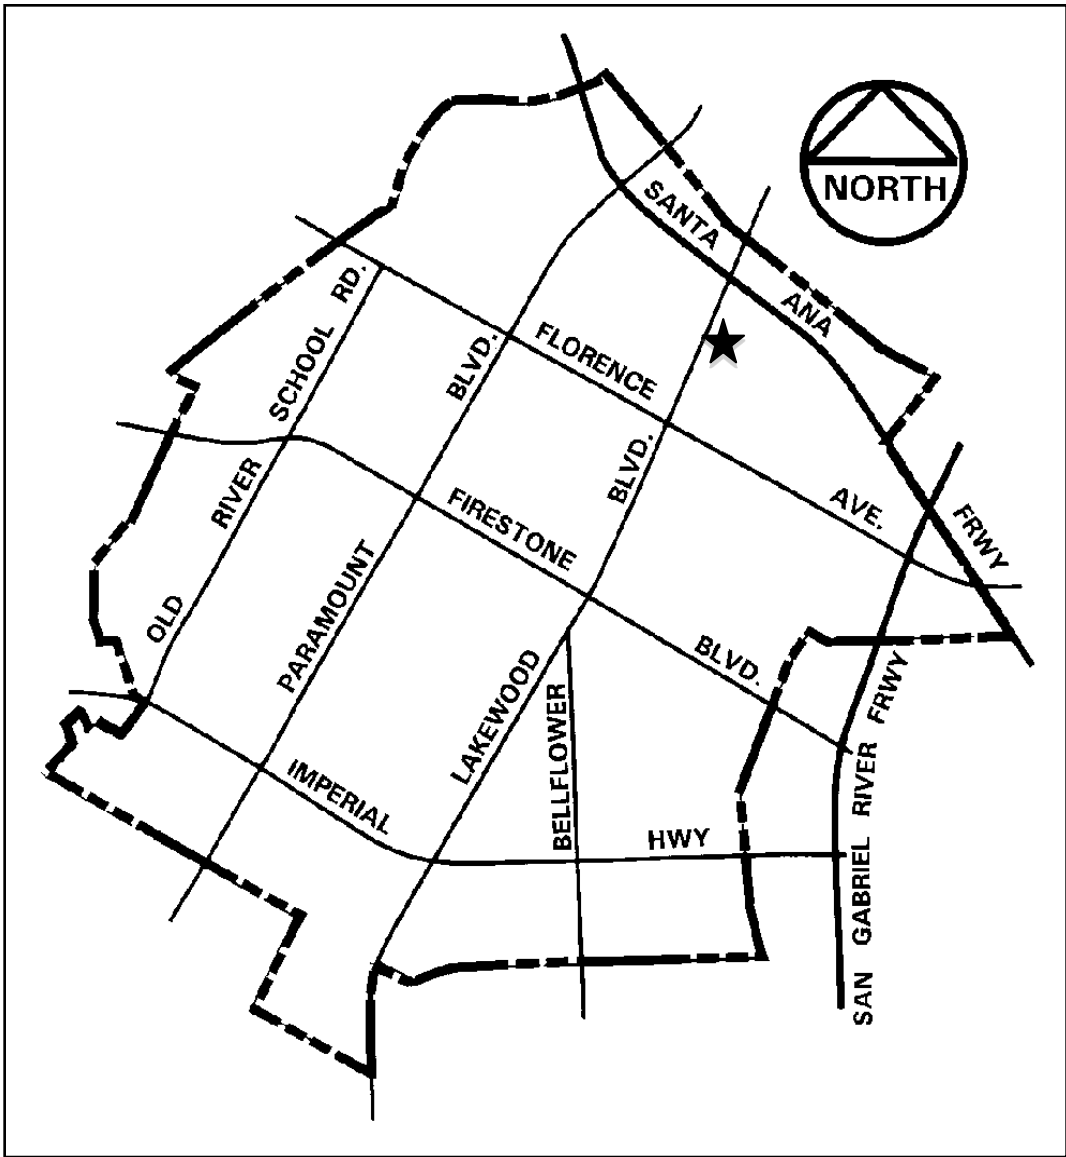 NORTH
SANTA
ANA
FRWY
OLD
RIVER
SCHOOL
RD.
PARAMOUNT
BLVD.
FLORENCE
AVE.
FIRESTONE
BLVD.
LAKEWOOD
BLVD.
BELLFLOWER
IMPERIAL
HWY
SAN GABRIEL RIVER FRWY